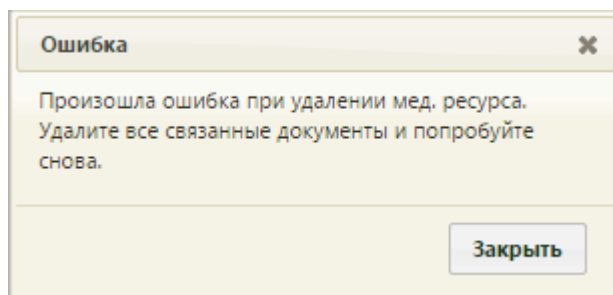 Ошибка
Произошла ошибка при удалении мед. ресурса.
Удалите все связанные документы и попробуйте
снова.
Закрыть